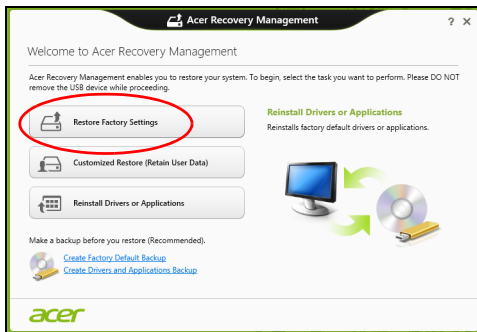 Acer Recovery Management
? X
Welcome to Acer Recovery Management
Acer Recovery Management enables you to restore your system. To begin, select the task you want to perform. Please DO NOT
remove the USB device while proceeding.
Restore Factory Settings
Customized Restore (Retain User Data)
Reinstall Drivers or Applications
Reinstall Drivers or Applications
Reinstalls factory default drivers or applications.
Make a backup before you restore (Recommended).
Create Factory Default Backup
Create Drivers and Applications Backup
acer